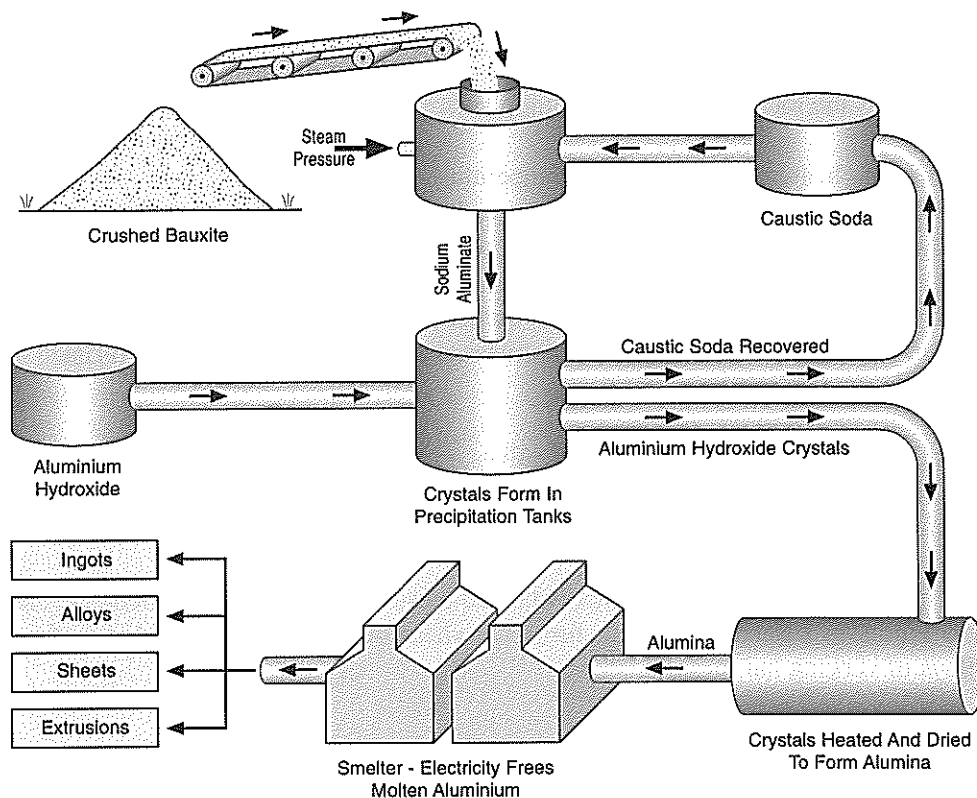 Steam
Pressure
Crushed Bauxite
Caustic Soda
Sodium
Aluminate
Caustic Soda Recovered
Aluminium
Hydroxide
Aluminium Hydroxide Crystals
Crystals Form In
Precipitation Tanks
Ingots
Alloys
Sheets
Extrusions
Alumina
Smelter - Electricity Frees
Molten Aluminium
Crystals Heated And Dried
To Form Alumina